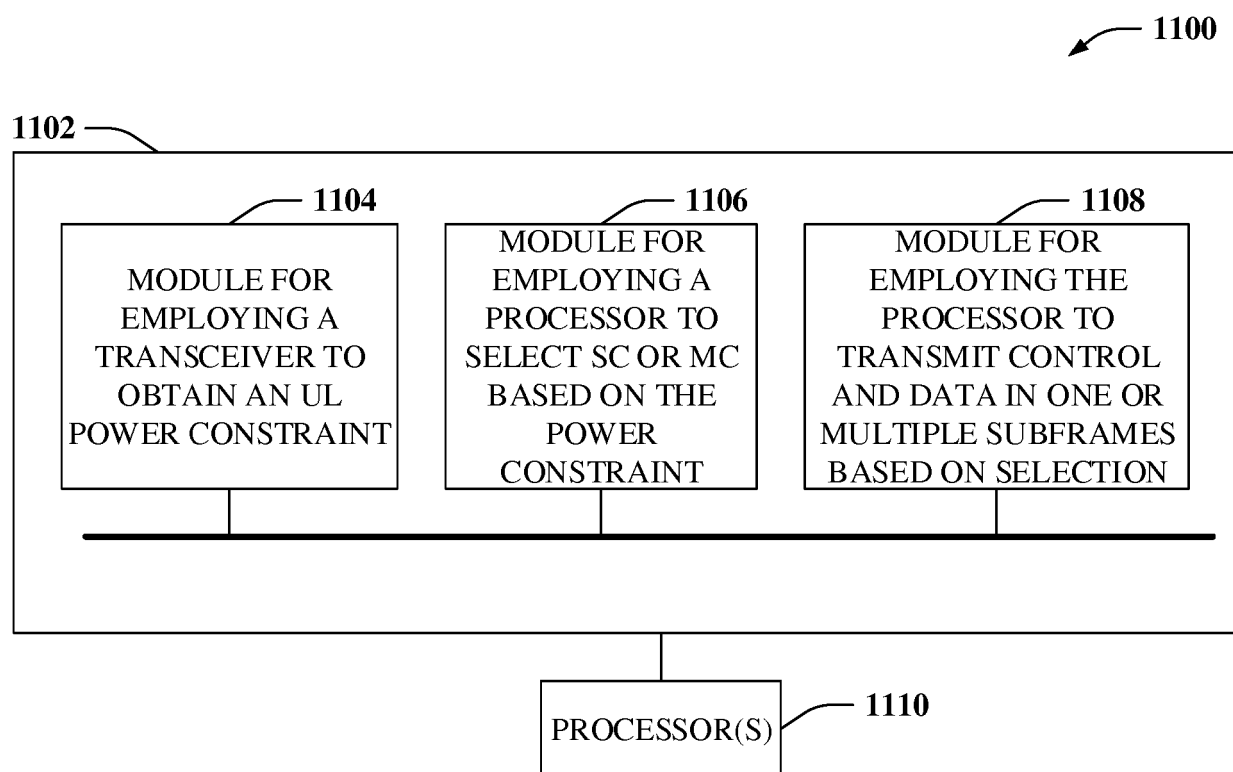 1100
1102
1104
MODULE FOR
EMPLOYING A
TRANSCEIVER TO
OBTAIN AN UL
POWER CONSTRAINT
1106
MODULE FOR
EMPLOYING A
PROCESSOR TO
SELECT SC OR MC
BASED ON THE
POWER
CONSTRAINT
1108
MODULE FOR
EMPLOYING THE
PROCESSOR TO
TRANSMIT CONTROL
AND DATA IN ONE OR
MULTIPLE SUBFRAMES
BASED ON SELECTION
1110
PROCESSOR(S)